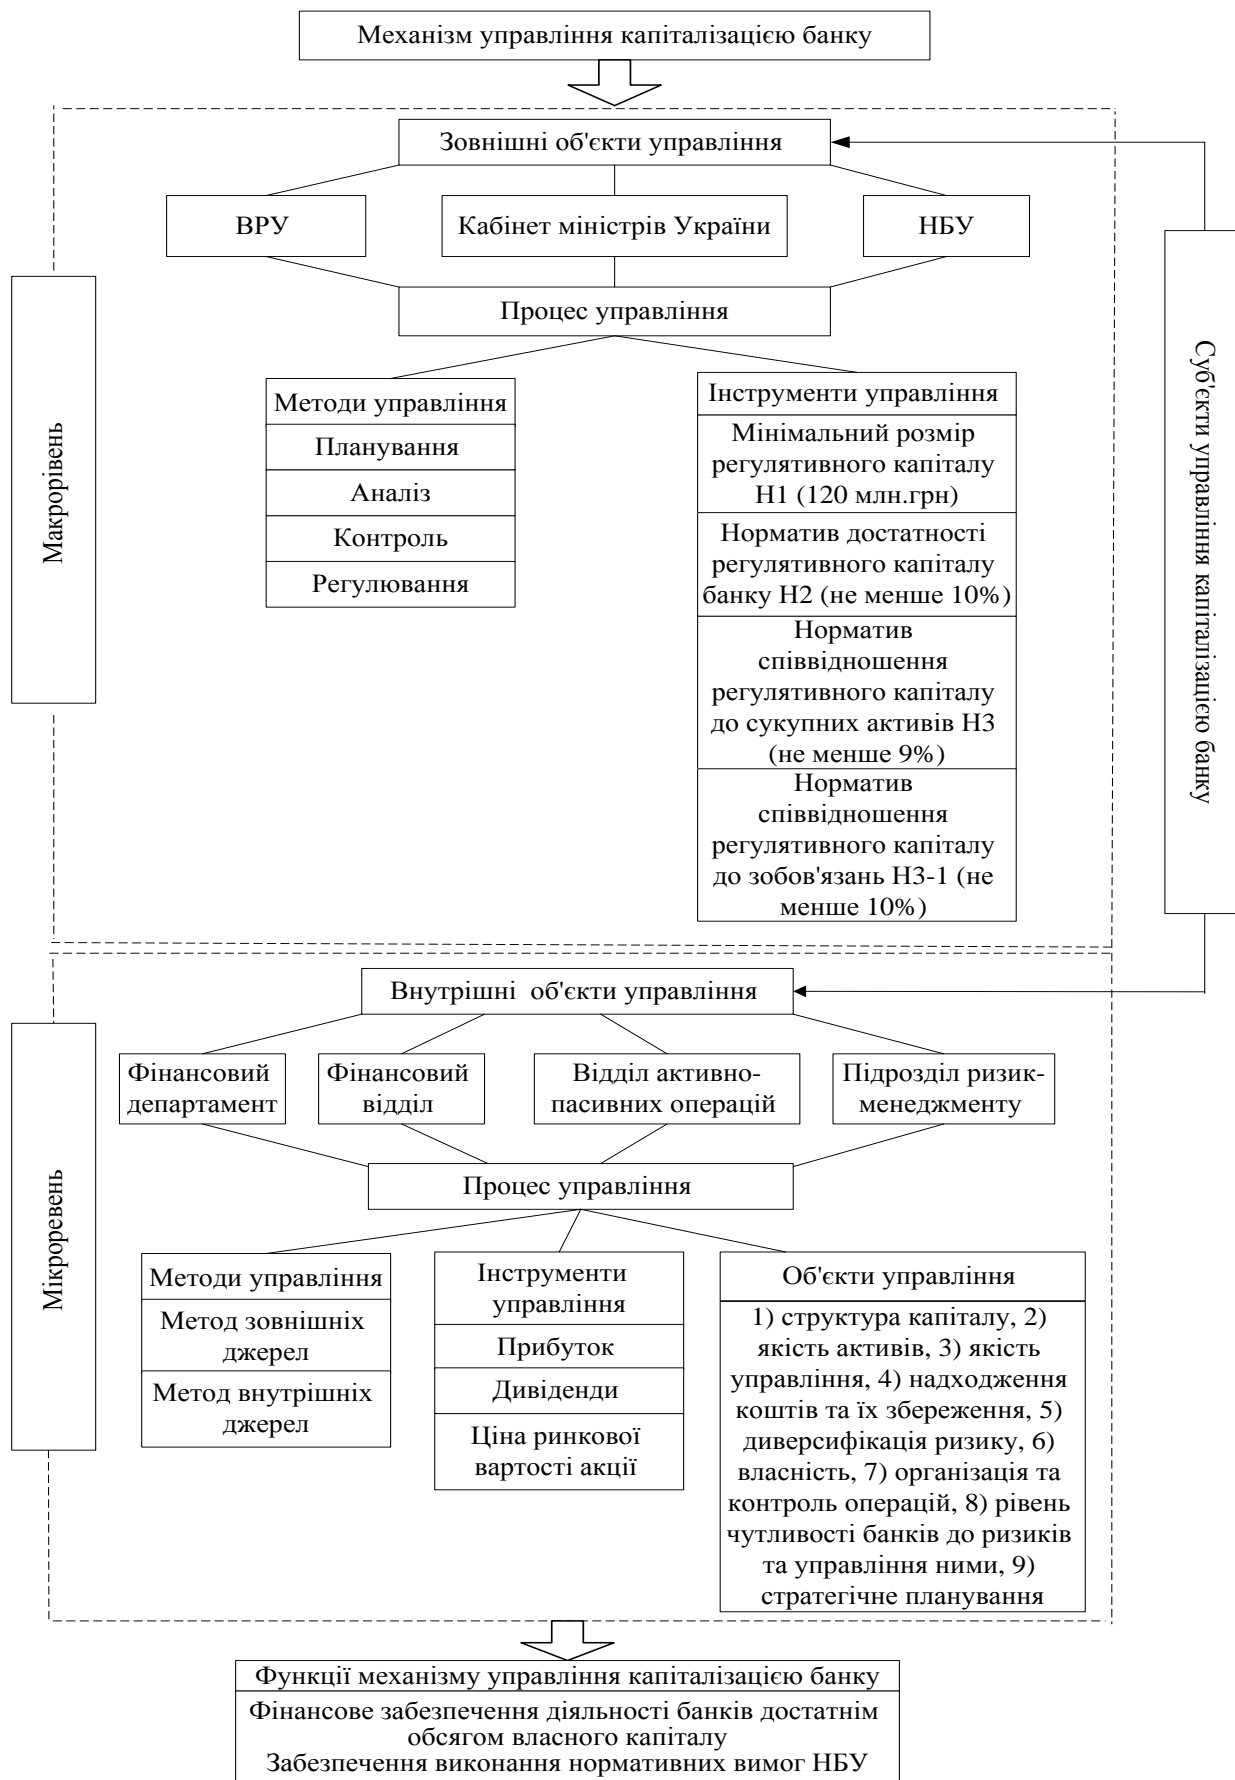 Механізм управління капіталізацією банку
Зовнішні об'єкти управління
ВРУ
Кабінет міністрів України
НБУ
Процес управління
Макрорівень
Суб'єкти управління капіталізацією банку
Методи управління
Планування
Аналіз
Контроль
Регулювання
Інструменти управління
Мінімальний розмір
регулятивного капіталу
Н1 (120 млн.грн)
Норматив достатності
регулятивного капіталу
банку Н2 (не менше 10%)
Норматив
співвідношення
регулятивного капіталу
до сукупних активів Н3
(не менше 9%)
Норматив
співвідношення
регулятивного капіталу
до зобов'язань Н3-1 (не
менше 10%)
Внутрішні об'єкти управління
Мікроревень
Фінансовий
департамент
Фінансовий
відділ
Відділ активно-
пасивних операцій
Підрозділ ризик-
менеджменту
Процес управління
Методи управління
Метод зовнішніх
джерел
Метод внутрішніх
джерел
Інструменти
управління
Прибуток
Дивіденди
Ціна ринкової
вартості акції
Об'єкти управління
1) структура капіталу, 2)
якість активів, 3) якість
управління, 4) надходження
коштів та їх збереження, 5)
диверсифікація ризику, 6)
власність, 7) організація та
контроль операцій, 8) рівень
чутливості банків до ризиків
та управління ними, 9)
стратегічне планування
Функції механізму управління капіталізацією банку
Фінансове забезпечення діяльності банків достатнім
обсягом власного капіталу
Забезпечення виконання нормативних вимог НБУ